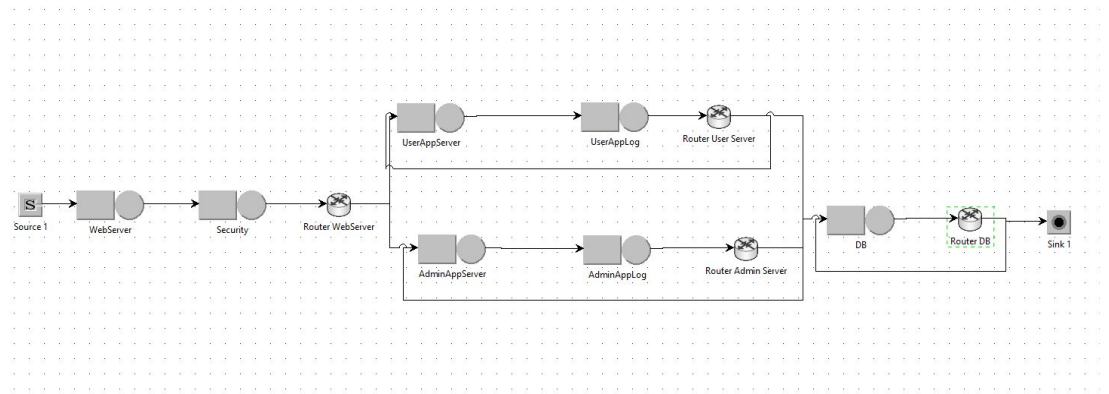 UserAppServer
UserAppLog
Router User Server
S
Source 1
WebServer
Security
Router WebServer
AdminAppServer
AdminAppLog
Router Admin Server
DB
Router DB
Sink 1